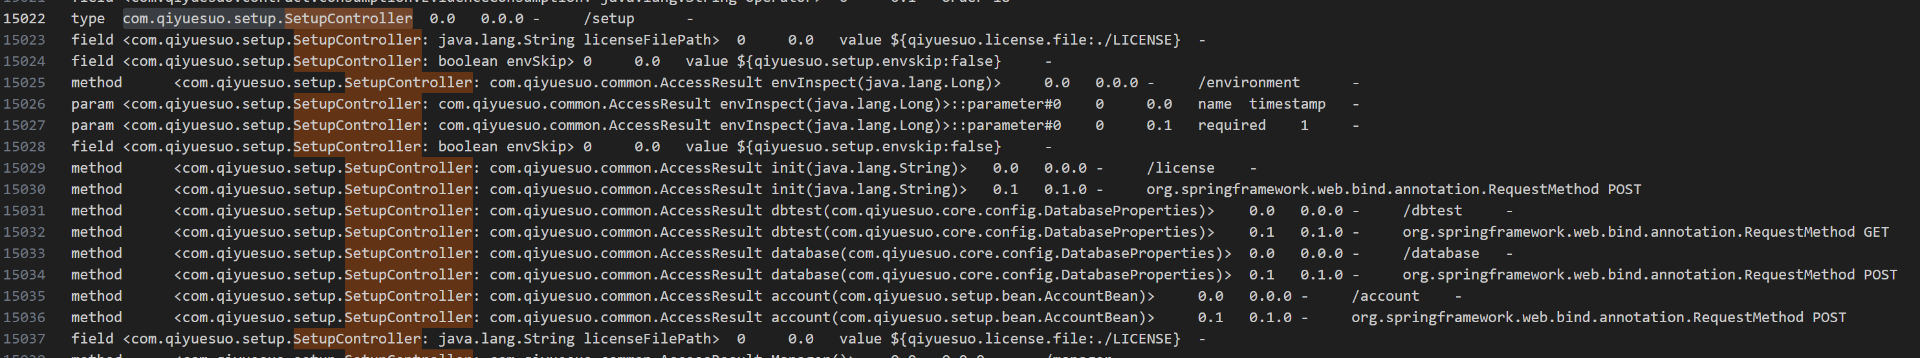 15022 type com.qiyuesuo.setup.SetupController 0.0 0.0.0 - /setup -
15023 field <com.qiyuesuo.setup.SetupController: java.lang.String licenseFilePath> 0 0.0 value ${qiyuesuo.license.file:./LICENSE} -
15024 field <com.qiyuesuo.setup.SetupController: boolean envSkip> 0 0.0 value ${qiyuesuo.setup.envskip:false} -
15025 method <com.qiyuesuo.setup.SetupController: com.qiyuesuo.common.AccessResult envInspect(java.lang.Long)> 0.0 0.0.0 - /environment -
15026 param <com.qiyuesuo.setup.SetupController: com.qiyuesuo.common.AccessResult envInspect(java.lang.Long)>::parameter#0 0 0.0 name timestamp -
15027 param <com.qiyuesuo.setup.SetupController: com.qiyuesuo.common.AccessResult envInspect(java.lang.Long)>::parameter#0 0 0.1 required 1 -
15028 field <com.qiyuesuo.setup.SetupController: boolean envSkip> 0 0.0 value ${qiyuesuo.setup.envskip:false} -
15029 method <com.qiyuesuo.setup.SetupController: com.qiyuesuo.common.AccessResult init(java.lang.String)> 0.0 0.0.0 - /license -
15030 method <com.qiyuesuo.setup.SetupController: com.qiyuesuo.common.AccessResult init(java.lang.String)> 0.1 0.1.0 - org.springframework.web.bind.annotation.RequestMethod POST
15031 method <com.qiyuesuo.setup.SetupController: com.qiyuesuo.common.AccessResult dbtest(com.qiyuesuo.core.config.DatabaseProperties)> 0.0 0.0.0 - /dbtest -
15032 method <com.qiyuesuo.setup.SetupController: com.qiyuesuo.common.AccessResult dbtest(com.qiyuesuo.core.config.DatabaseProperties)> 0.1 0.1.0 - org.springframework.web.bind.annotation.RequestMethod GET
15033 method <com.qiyuesuo.setup.SetupController: com.qiyuesuo.common.AccessResult database(com.qiyuesuo.core.config.DatabaseProperties)> 0.0 0.0.0 - /database -
15034 method <com.qiyuesuo.setup.SetupController: com.qiyuesuo.common.AccessResult database(com.qiyuesuo.core.config.DatabaseProperties)> 0.1 0.1.0 - org.springframework.web.bind.annotation.RequestMethod POST
15035 method <com.qiyuesuo.setup.SetupController: com.qiyuesuo.common.AccessResult account(com.qiyuesuo.setup.bean.AccountBean)> 0.0 0.0.0 - /account -
15036 method <com.qiyuesuo.setup.SetupController: com.qiyuesuo.common.AccessResult account(com.qiyuesuo.setup.bean.AccountBean)> 0.1 0.1.0 - org.springframework.web.bind.annotation.RequestMethod POST
15037 field <com.qiyuesuo.setup.SetupController: java.lang.String licenseFilePath> 0 0.0 value ${qiyuesuo.license.file:./LICENSE} -